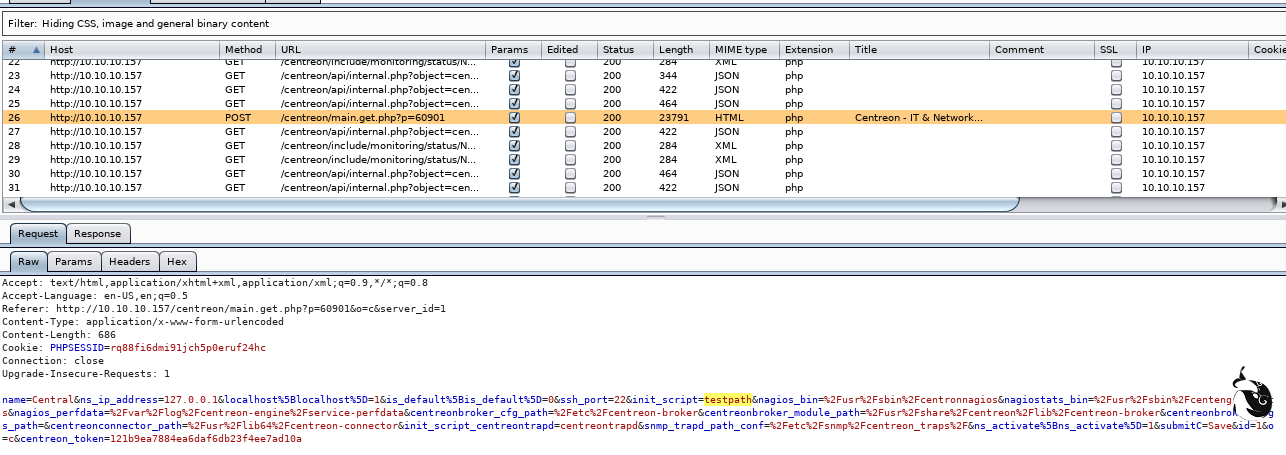 Filter: Hiding CSS, image and general binary content
# Host Method URL Params Edited Status Length MIME type Extension Title Comment SSL IP Cookie
22 http://10.10.10.157 GET /centreon/include/monitoring/status/N... 200 284 XML php 10.10.10.157
23 http://10.10.10.157 GET /centreon/api/internal.php?object=cen... 200 344 JSON php 10.10.10.157
24 http://10.10.10.157 GET /centreon/api/internal.php?object=cen... 200 422 JSON php 10.10.10.157
25 http://10.10.10.157 GET /centreon/api/internal.php?object=cen... 200 464 JSON php 10.10.10.157
26 http://10.10.10.157 POST /centreon/main.get.php?p=60901 200 23791 HTML php Centreon - IT & Network... 10.10.10.157
27 http://10.10.10.157 GET /centreon/api/internal.php?object=cen... 200 422 JSON php 10.10.10.157
28 http://10.10.10.157 GET /centreon/include/monitoring/status/N... 200 284 XML php 10.10.10.157
29 http://10.10.10.157 GET /centreon/include/monitoring/status/N... 200 284 XML php 10.10.10.157
30 http://10.10.10.157 GET /centreon/api/internal.php?object=cen... 200 464 JSON php 10.10.10.157
31 http://10.10.10.157 GET /centreon/api/internal.php?object=cen... 200 422 JSON php 10.10.10.157
Request Response
Raw Params Headers Hex
Accept: text/html,application/xhtml+xml,application/xml;q=0.9,*/*;q=0.8
Accept-Language: en-US,en;q=0.5
Referer: http://10.10.10.157/centreon/main.get.php?p=60901&o=c&server_id=1
Content-Type: application/x-www-form-urlencoded
Content-Length: 686
Cookie: PHPSESSID=rq88fi6dmi91jch5p0eruf24hc
Connection: close
Upgrade-Insecure-Requests: 1
name=Central&ns_ip_address=127.0.0.1&localhost%5Blocalhost%5D=1&is_default%5Bis_default%5D=0&ssh_port=22&init_script=testpath&nagios_bin=%2Fusr%2Fsbin%2Fcentronnagios&nagiostats_bin=%2Fusr%2Fsbin%2Fcenteng
s&nagios_perfdata=%2Fvar%2Flog%2Fcentreon-engine%2Fservice-perfdata&centreonbroker_cfg_path=%2Fetc%2Fcentreon-broker&centreonbroker_module_path=%2Fusr%2Fshare%2Fcentreon%2Flib%2Fcentreon-broker&centreonbro
s_path=&centreonconnector_path=%2Fusr%2Flib64%2Fcentreon-connector&init_script_centreontrapd=centreontrapd&snmp_trapd_path_conf=%2Fetc%2Fsnmp%2Fcentreon_traps%2F&ns_activate%5Bns_activate%5D=1&submitC=Save&id=1&o
=c&centreon_token=121b9ea7884ea6daf6db23f4ee7ad10a